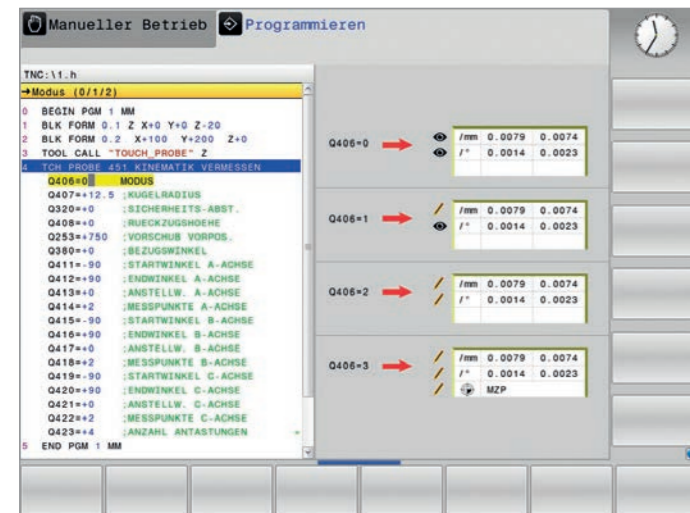 Manueller Betrieb Programmieren
TNC:\1.h
→Modus (0/1/2)
0 BEGIN PGM 1 MM
1 BLK FORM 0.1 Z X+0 Y+0 Z-20
2 BLK FORM 0.2 X+100 Y+200 Z+0
3 TOOL CALL "TOUCH_PROBE" Z
4 TCH PROBE 451 KINEMATIK VERMESSEN
Q406=0 MODUS
Q407=+12.5 ;KUGELRADIUS
Q320=+0 ;SICHERHEITS-ABST.
Q408=+0 ;RUECKZUGSHOEHE
Q253=+750 ;VORSCHUB VORPOS.
Q380=+0 ;BEZUGSWINKEL
Q411=-90 ;STARTWINKEL A-ACHSE
Q412=+90 ;ENDWINKEL A-ACHSE
Q413=+0 ;ANSTELLW. A-ACHSE
Q414=+2 ;MESSPUNKTE A-ACHSE
Q415=-90 ;STARTWINKEL B-ACHSE
Q416=+90 ;ENDWINKEL B-ACHSE
Q417=+0 ;ANSTELLW. B-ACHSE
Q418=+2 ;MESSPUNKTE B-ACHSE
Q419=-90 ;STARTWINKEL C-ACHSE
Q420=+90 ;ENDWINKEL C-ACHSE
Q421=+0 ;ANSTELLW. C-ACHSE
Q422=+2 ;MESSPUNKTE C-ACHSE
Q423=+4 ;ANZAHL ANTASTUNGEN
5 END PGM 1 MM
Q406=0
/mm 0.0079 0.0074
/° 0.0014 0.0023
Q406=1
/mm 0.0079 0.0074
/° 0.0014 0.0023
Q406=2
/mm 0.0079 0.0074
/° 0.0014 0.0023
Q406=3
/mm 0.0079 0.0074
/° 0.0014 0.0023
MZP